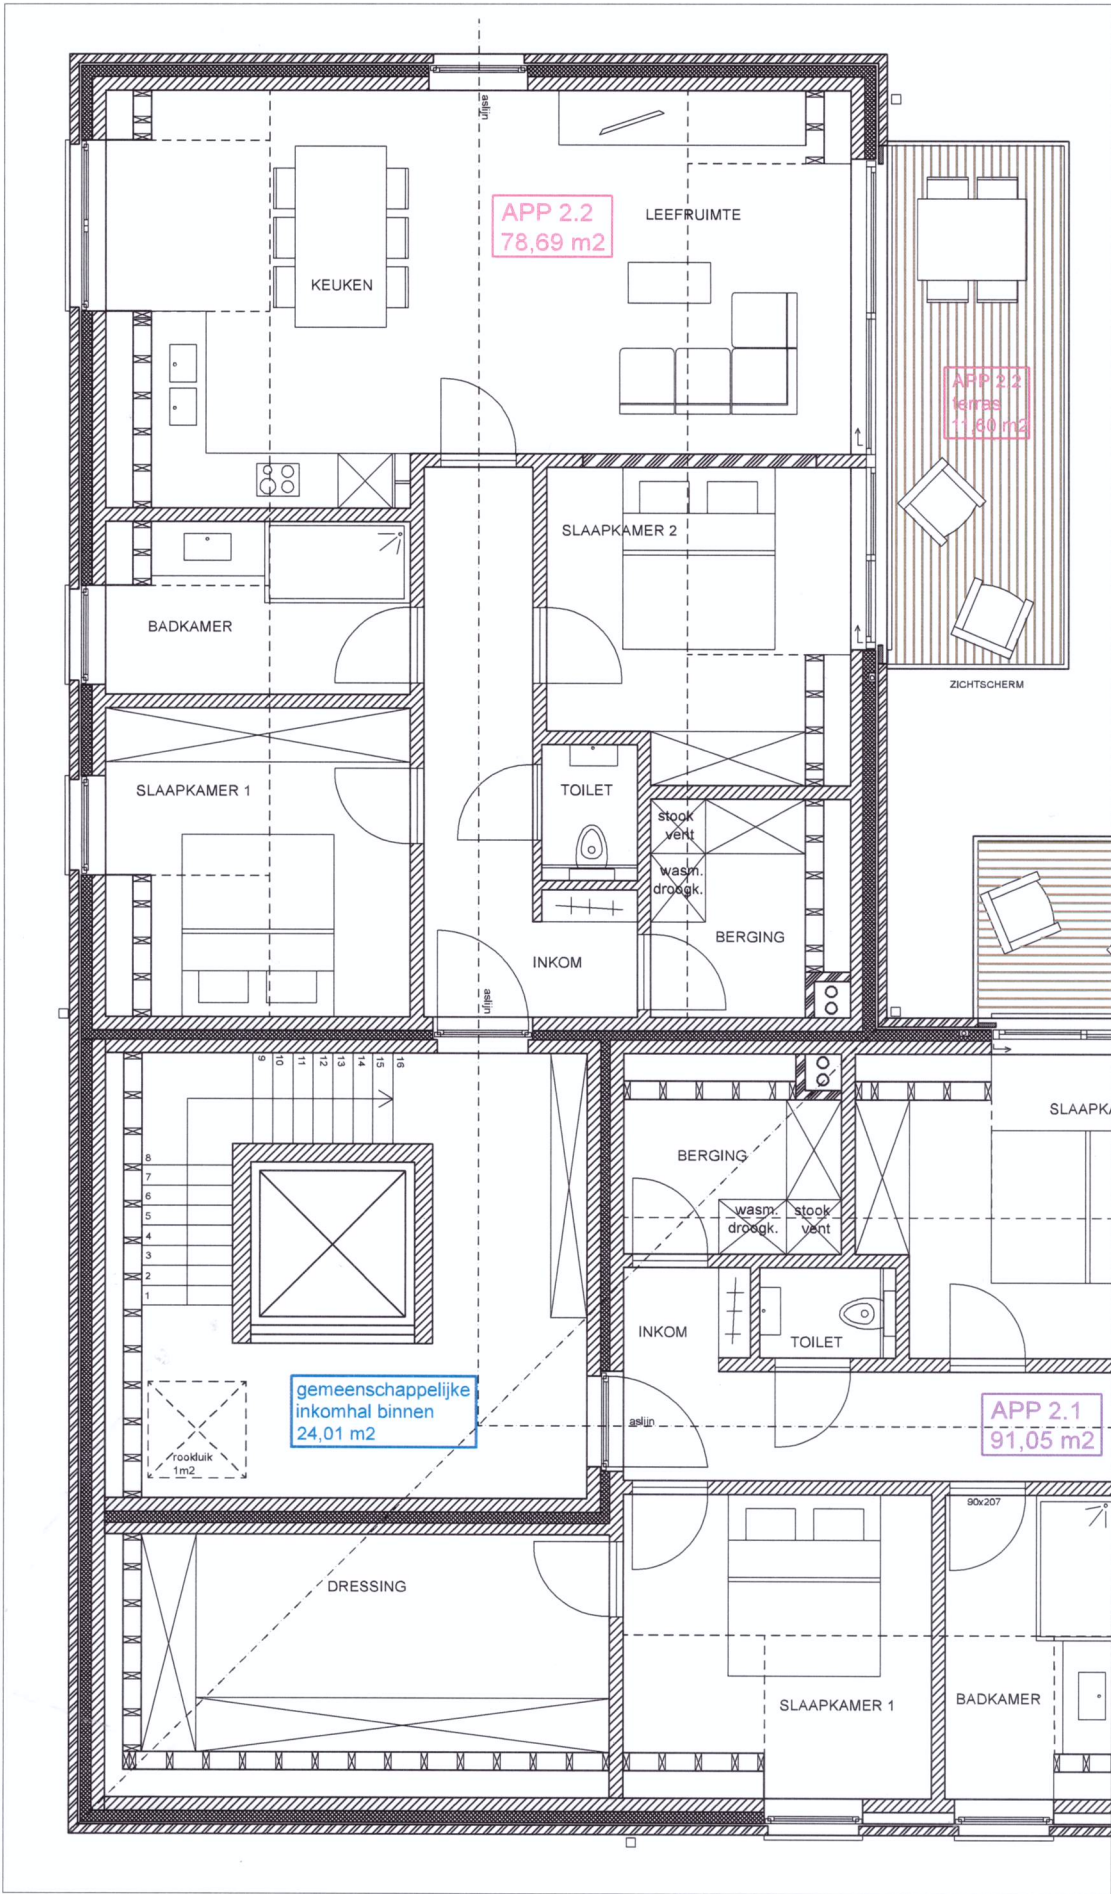 aslijn
APP 2.2
78,69 m2
LEEFRUIMTE
KEUKEN
APP 2.2
terras
11,60 m2
SLAAPKAMER 2
BADKAMER
ZICHTSCHERM
SLAAPKAMER 1
TOILET
stook
vent
wasm.
droogk.
BERGING
INKOM
aslijn
9
10
11
12
13
14
15
16
8
7
6
5
4
3
2
1
BERGING
SLAAPKA
wasm.
droogk.
stook
vent
INKOM
TOILET
gemeenschappelijke
inkomhal binnen
24,01 m2
aslijn
APP 2.1
91,05 m2
rookluik
1m2
90x207
DRESSING
SLAAPKAMER 1
BADKAMER